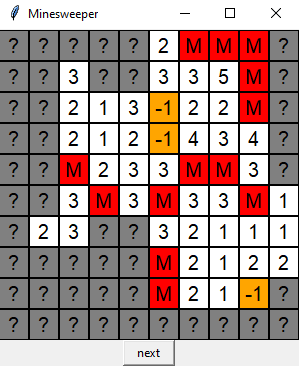 Minesweeper
? ? ? ? ? 2 M M M ?
? ? 3 ? ? 3 3 5 M ?
? ? 2 1 3 -1 2 2 M ?
? ? 2 1 2 -1 4 3 4 ?
? ? M 2 3 3 M M 3 ?
? ? 3 M 3 M 3 3 M 1
? 2 3 ? ? 3 2 1 1 1
? ? ? ? ? M 2 1 2 2
? ? ? ? ? M 2 1 -1 ?
? ? ? ? ? ? ? ? ? ?
next